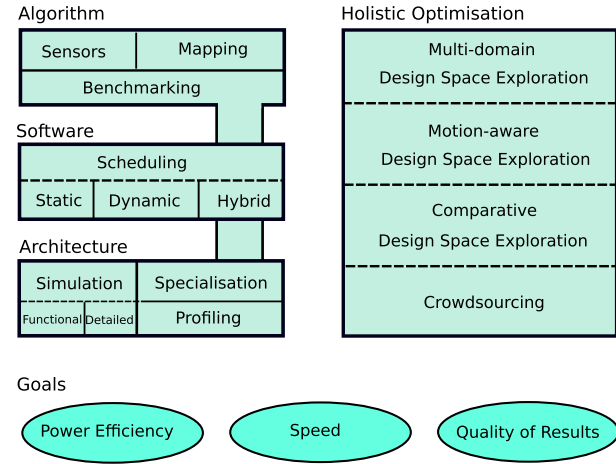 Algorithm
Sensors
Mapping
Benchmarking
Software
Scheduling
Static
Dynamic
Hybrid
Architecture
Simulation
Specialisation
Functional
Detailed
Profiling
Holistic Optimisation
Multi-domain
Design Space Exploration
Motion-aware
Design Space Exploration
Comparative
Design Space Exploration
Crowdsourcing
Goals
Power Efficiency
Speed
Quality of Results